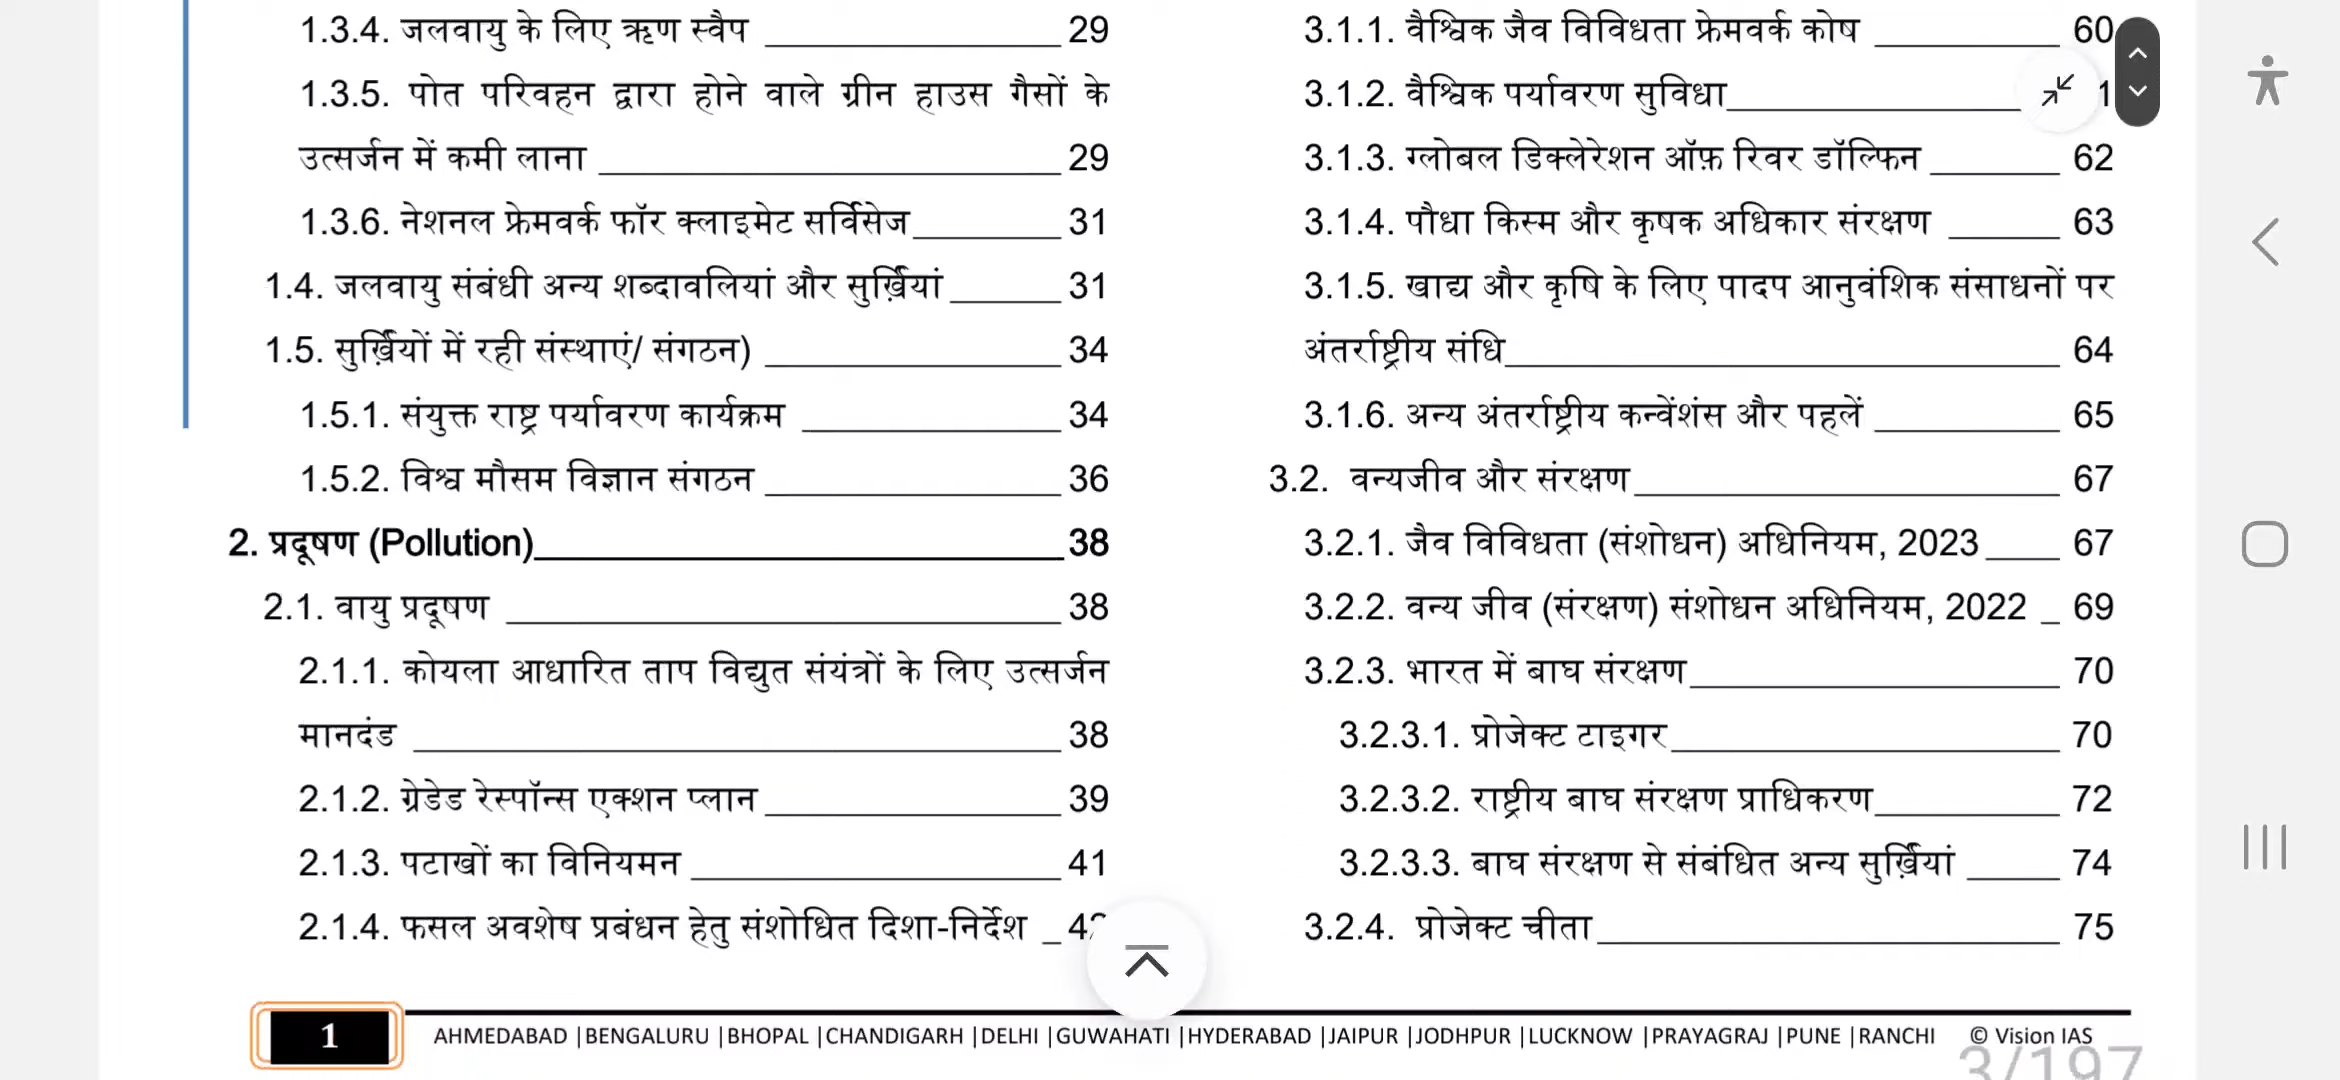 1.3.4. जलवायु के लिए ऋण स्वैप 29
1.3.5. पोत परिवहन द्वारा होने वाले ग्रीन हाउस गैसों के
उत्सर्जन में कमी लाना 29
1.3.6. नेशनल फ्रेमवर्क फॉर क्लाइमेट सर्विसेज 31
1.4. जलवायु संबंधी अन्य शब्दावलियां और सुर्ख़ियां 31
1.5. सुर्ख़ियों में रही संस्थाएं/ संगठन) 34
1.5.1. संयुक्त राष्ट्र पर्यावरण कार्यक्रम 34
1.5.2. विश्व मौसम विज्ञान संगठन 36
2. प्रदूषण (Pollution) 38
2.1. वायु प्रदूषण 38
2.1.1. कोयला आधारित ताप विद्युत संयंत्रों के लिए उत्सर्जन
मानदंड 38
2.1.2. ग्रेडेड रेस्पॉन्स एक्शन प्लान 39
2.1.3. पटाखों का विनियमन 41
2.1.4. फसल अवशेष प्रबंधन हेतु संशोधित दिशा-निर्देश
3.1.1. वैश्विक जैव विविधता फ्रेमवर्क कोष 60
3.1.2. वैश्विक पर्यावरण सुविधा
3.1.3. ग्लोबल डिक्लेरेशन ऑफ़ रिवर डॉल्फिन 62
3.1.4. पौधा किस्म और कृषक अधिकार संरक्षण 63
3.1.5. खाद्य और कृषि के लिए पादप आनुवंशिक संसाधनों पर
अंतर्राष्ट्रीय संधि 64
3.1.6. अन्य अंतर्राष्ट्रीय कन्वेंशंस और पहलें 65
3.2. वन्यजीव और संरक्षण 67
3.2.1. जैव विविधता (संशोधन) अधिनियम, 2023 67
3.2.2. वन्य जीव (संरक्षण) संशोधन अधिनियम, 2022 69
3.2.3. भारत में बाघ संरक्षण 70
3.2.3.1. प्रोजेक्ट टाइगर 70
3.2.3.2. राष्ट्रीय बाघ संरक्षण प्राधिकरण 72
3.2.3.3. बाघ संरक्षण से संबंधित अन्य सुर्ख़ियां 74
3.2.4. प्रोजेक्ट चीता 75
1 AHMEDABAD |BENGALURU |BHOPAL |CHANDIGARH |DELHI |GUWAHATI |HYDERABAD |JAIPUR |JODHPUR |LUCKNOW |PRAYAGRAJ |PUNE |RANCHI © Vision IAS
3/197